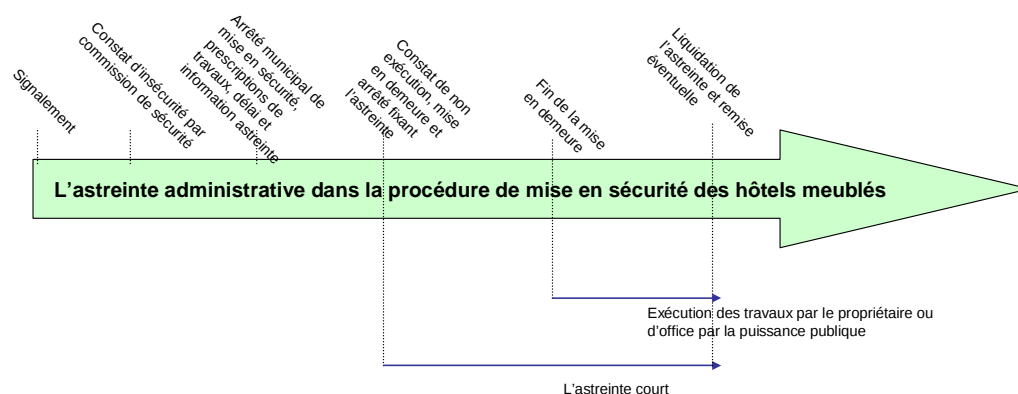 Signalement
Constat d'insécurité par
commission de sécurité
Arrêté municipal de
mise en sécurité,
prescriptions de
travaux, délai et
information astreinte
Constat de non
exécution, mise
en demeure et
arrêté fixant
l'astreinte
Fin de la mise
en demeure
Liquidation de
l'astreinte et remise
éventuelle
L'astreinte administrative dans la procédure de mise en sécurité des hôtels meublés
Exécution des travaux par le propriétaire ou
d'office par la puissance publique
L'astreinte court